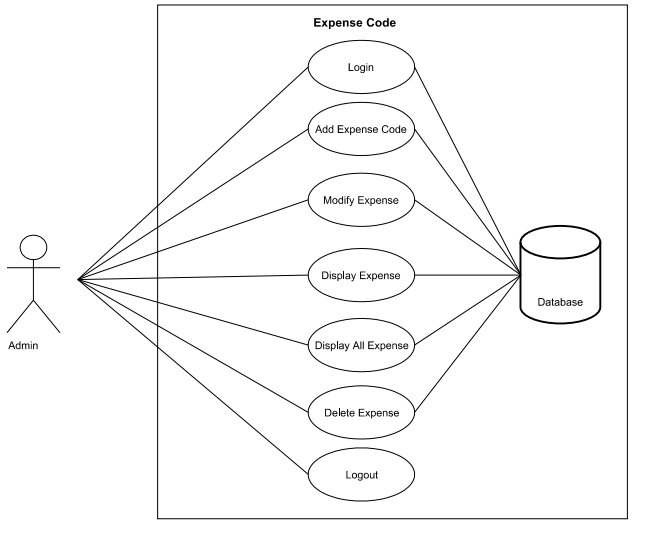 Expense Code
Login
Add Expense Code
Modify Expense
Display Expense
Database
Display All Expense
Admin
Delete Expense
Logout